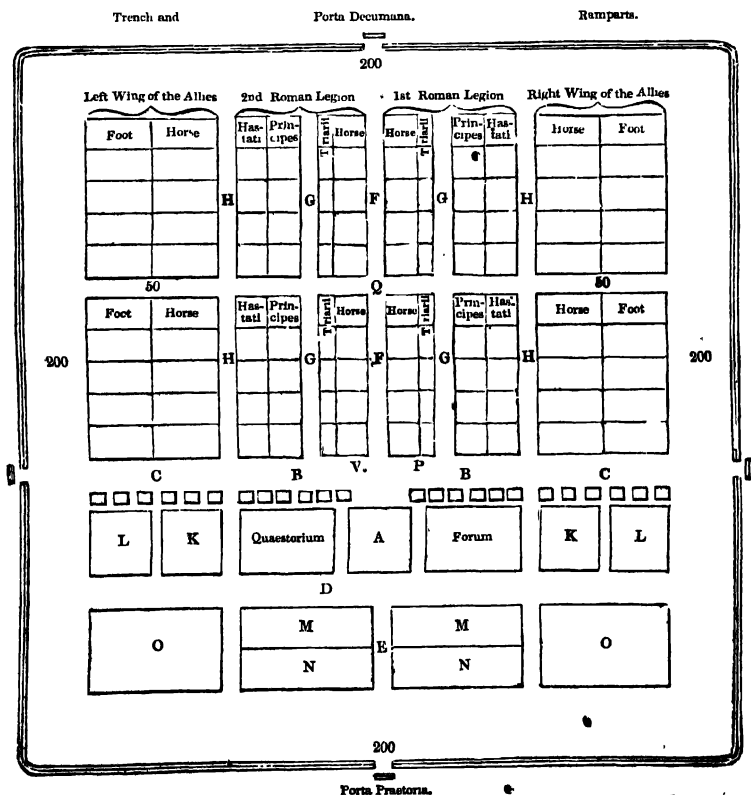 Trench and Porta Decumana. Ramparts.
200
Left Wing of the Allies 2nd Roman Legion 1st Roman Legion Right Wing of the Allies
Foot Horse Has- Prin- Triarii Horse Horse Triarii Prin- Has- Horse Foot
tati cipes cipes tati
H G F G H
50 Q 50
Foot Horse Has- Prin- Triarii Horse Horse Triarii Prin- Has- Horse Foot
tati cipes cipes tati
200 H G F G H 200
C B V. P B C
L K Quaestorium A Forum K L
D
O M E M O
N N
200
Porta Praetoria.